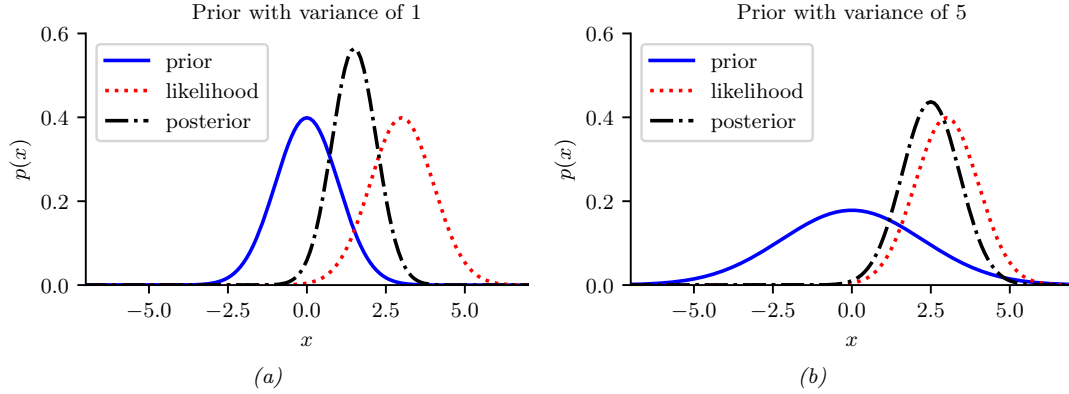 Prior with variance of 1
0.6
0.4
0.2
0.0
p(x)
prior
likelihood
posterior
−5.0 −2.5 0.0 2.5 5.0
x
(a)
Prior with variance of 5
0.6
0.4
0.2
0.0
p(x)
prior
likelihood
posterior
−5.0 −2.5 0.0 2.5 5.0
x
(b)